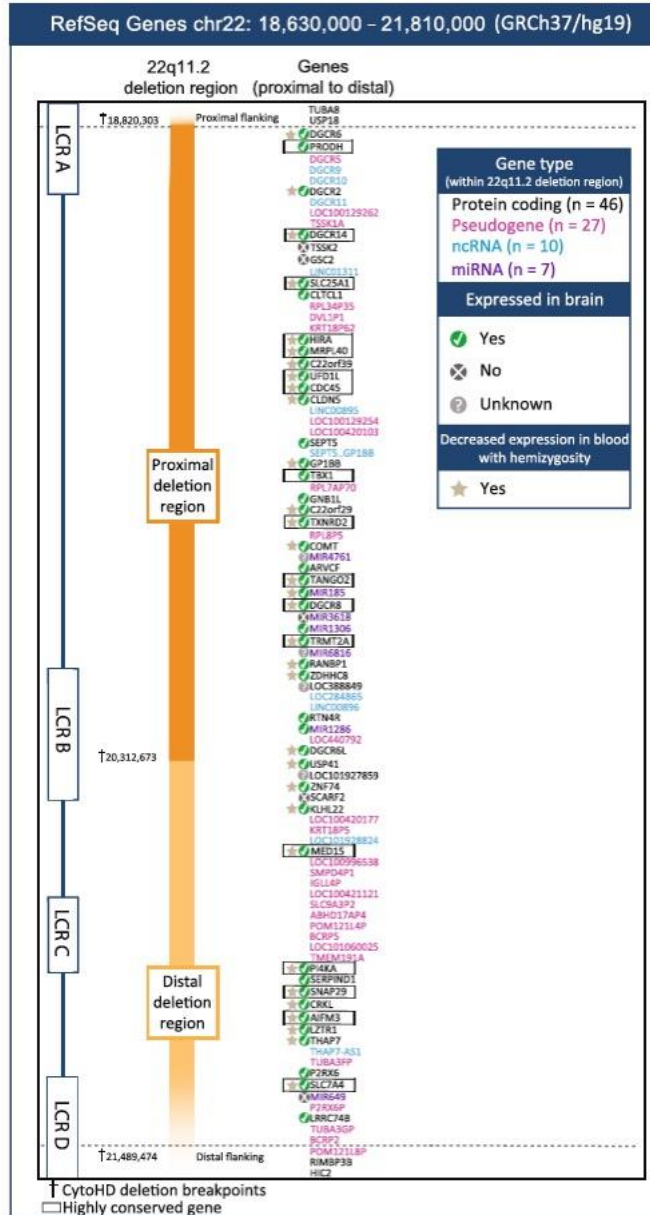 RefSeq Genes chr22: 18,630,000 – 21,810,000 (GRCh37/hg19)
22q11.2
deletion region
Genes
(proximal to distal)
LCR A
LCR B
LCR C
LCR D
†18,820,303
Proximal flanking
Proximal
deletion
region
†20,312,673
Distal
deletion
region
†21,489,474
Distal flanking
TUBA8
USP18
DGCR6
PRODH
DGCR5
DGCR9
DGCR10
DGCR2
DGCR11
LOC100129262
TSSK1A
DGCR14
TSSK2
GSC2
LINC01311
SLC25A1
CLTCL1
RPL34P35
DVL1P1
KRT18P62
HIRA
MRPL40
C22orf39
UFD1L
CDC45
CLDN5
LINC00895
LOC100129254
LOC100420103
SEPT5
SEPT5_GP1BB
GP1BB
TBX1
RPL7AP70
GNB1L
C22orf29
TXNRD2
RPL8P5
COMT
MIR4761
ARVCF
TANGO2
MIR185
DGCR8
MIR3618
MIR1306
TRMT2A
MIR6816
RANBP1
ZDHHC8
LOC388849
LOC284865
LINC00896
RTN4R
MIR1286
LOC440792
DGCR6L
USP41
LOC101927859
ZNF74
SCARF2
KLHL22
LOC100420177
KRT18P5
LOC101928824
MED15
LOC100996538
SMPD4P1
IGLL4P
LOC100421121
SLC9A3P2
ABHD17AP4
POM121L4P
BCRP5
LOC101060025
TMEM191A
PI4KA
SERPIND1
SNAP29
CRKL
AIFM3
LZTR1
THAP7
THAP7-AS1
TUBA3FP
P2RX6
SLC7A4
MIR649
P2RX6P
LRRC74B
TUBA3GP
BCRP2
POM121L8P
RIMBP3B
HIC2
Gene type
(within 22q11.2 deletion region)
Protein coding (n = 46)
Pseudogene (n = 27)
ncRNA (n = 10)
miRNA (n = 7)
Expressed in brain
Yes
No
Unknown
Decreased expression in blood
with hemizygosity
Yes
† CytoHD deletion breakpoints
Highly conserved gene